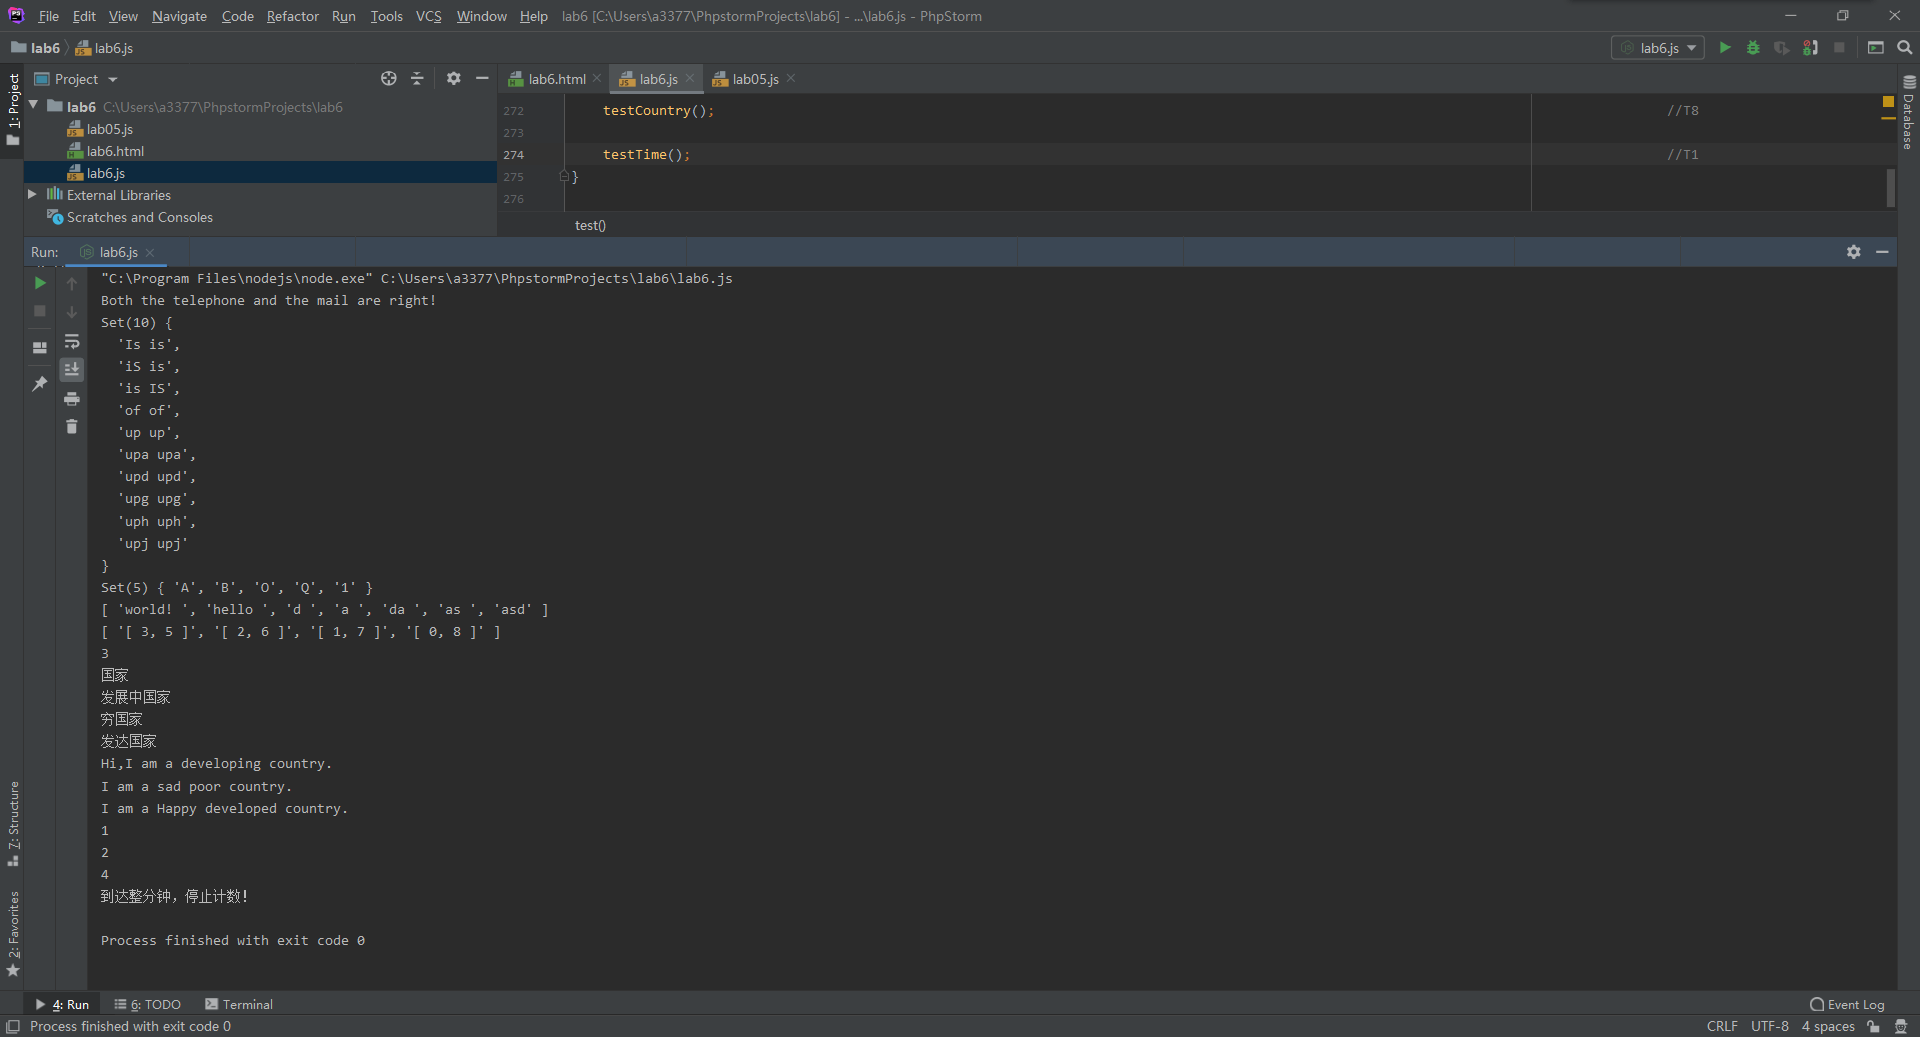 File Edit View Navigate Code Refactor Run Tools VCS Window Help lab6 [C:\Users\a3377\PhpstormProjects\lab6] - ...\lab6.js - PhpStorm
lab6 lab6.js
lab6.js
1: Project
Project
lab6 C:\Users\a3377\PhpstormProjects\lab6
lab05.js
lab6.html
lab6.js
External Libraries
Scratches and Consoles
lab6.html lab6.js lab05.js
272 testCountry(); //T8
273
274 testTime(); //T1
275 }
276
test()
Database
Run: lab6.js
"C:\Program Files\nodejs\node.exe" C:\Users\a3377\PhpstormProjects\lab6\lab6.js
Both the telephone and the mail are right!
Set(10) {
'Is is',
'iS is',
'is IS',
'of of',
'up up',
'upa upa',
'upd upd',
'upg upg',
'uph uph',
'upj upj'
}
Set(5) { 'A', 'B', 'O', 'Q', '1' }
[ 'world! ', 'hello ', 'd ', 'a ', 'da ', 'as ', 'asd' ]
[ '[ 3, 5 ]', '[ 2, 6 ]', '[ 1, 7 ]', '[ 0, 8 ]' ]
3
国家
发展中国家
穷国家
发达国家
Hi,I am a developing country.
I am a sad poor country.
I am a Happy developed country.
1
2
4
到达整分钟，停止计数！
Process finished with exit code 0
7: Structure
2: Favorites
4: Run 6: TODO Terminal Event Log
Process finished with exit code 0 CRLF UTF-8 4 spaces